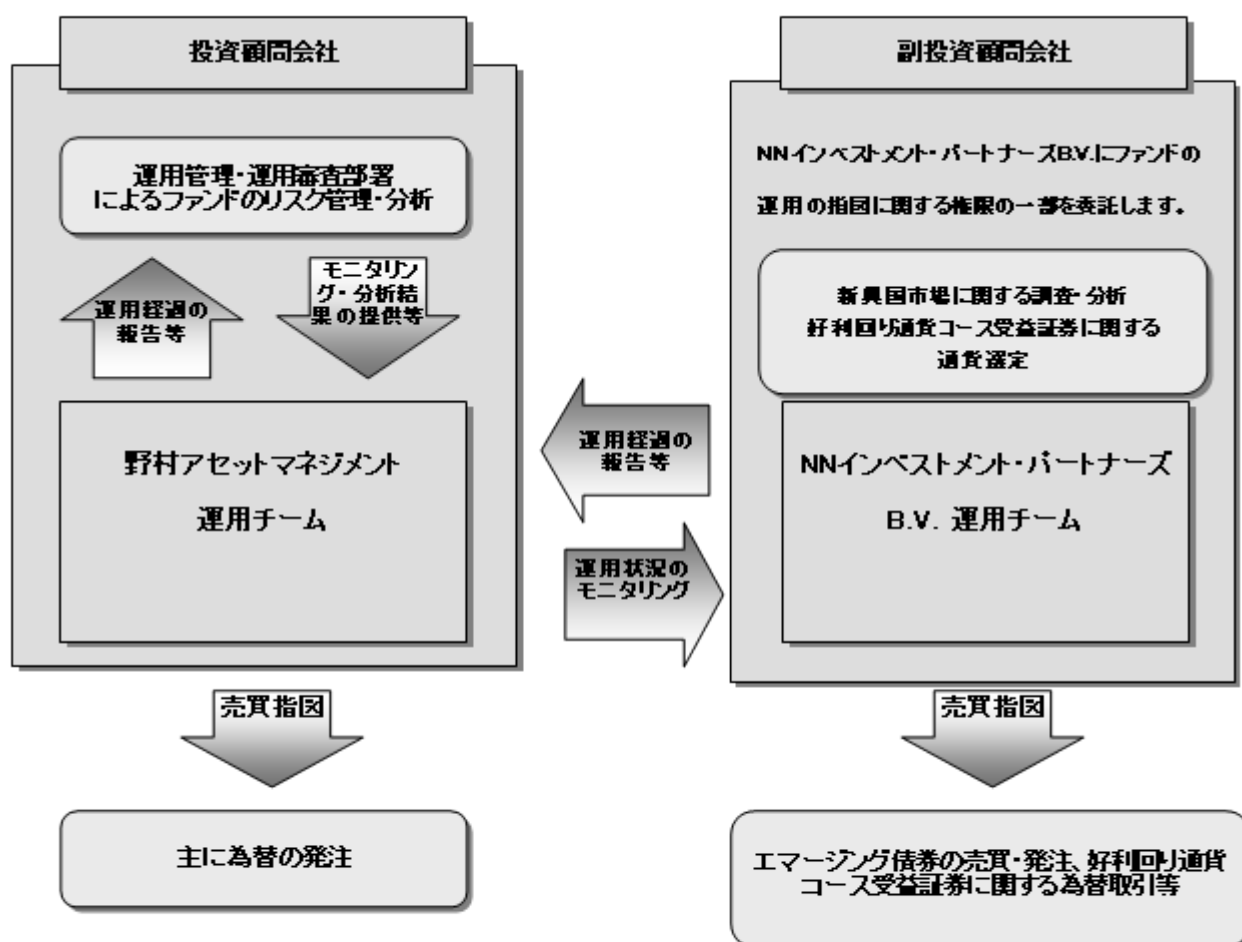 投資顧問会社
運用管理・運用審査部署
によるファンドのリスク管理・分析
運用経過の
報告等
モニタリン
グ・分析結
果の提供等
野村アセットマネジメント
運用チーム
売買指図
主に為替の発注
運用経過の
報告等
運用状況の
モニタリング
副投資顧問会社
NNインベストメント・パートナーズB.V.にファンドの
運用の指図に関する権限の一部を委託します。
新興国市場に関する調査・分析
好利回り通貨コース受益証券に関する
通貨選定
NNインベストメント・パートナーズ
B.V. 運用チーム
売買指図
エマージング債券の売買・発注、好利回り通貨
コース受益証券に関する為替取引等